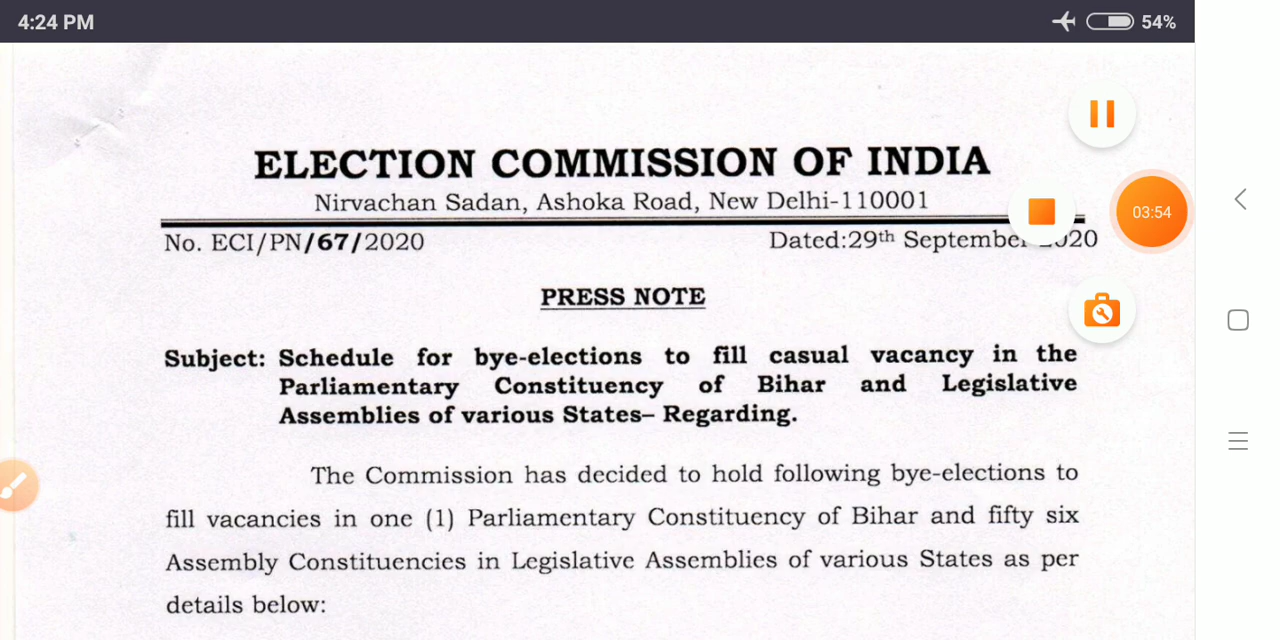 4:24 PM
54%
ELECTION COMMISSION OF INDIA
Nirvachan Sadan, Ashoka Road, New Delhi-110001
No. ECI/PN/67/2020 Dated:29th September 2020
03:54
PRESS NOTE
Subject: Schedule for bye-elections to fill casual vacancy in the
Parliamentary Constituency of Bihar and Legislative
Assemblies of various States– Regarding.
The Commission has decided to hold following bye-elections to
fill vacancies in one (1) Parliamentary Constituency of Bihar and fifty six
Assembly Constituencies in Legislative Assemblies of various States as per
details below: